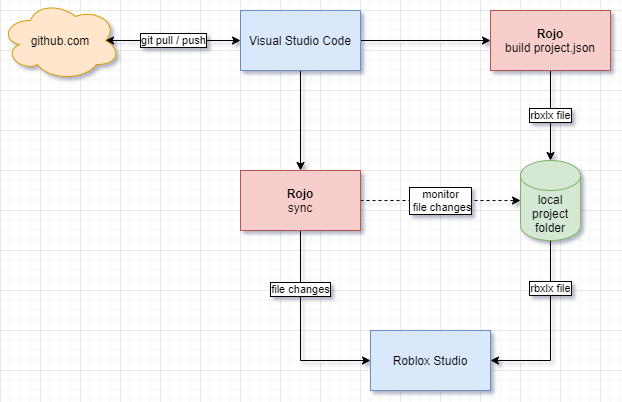 github.com
git pull / push
Visual Studio Code
Rojo
build project.json
rbxlx file
Rojo
sync
monitor
file changes
local
project
folder
file changes
rbxlx file
Roblox Studio